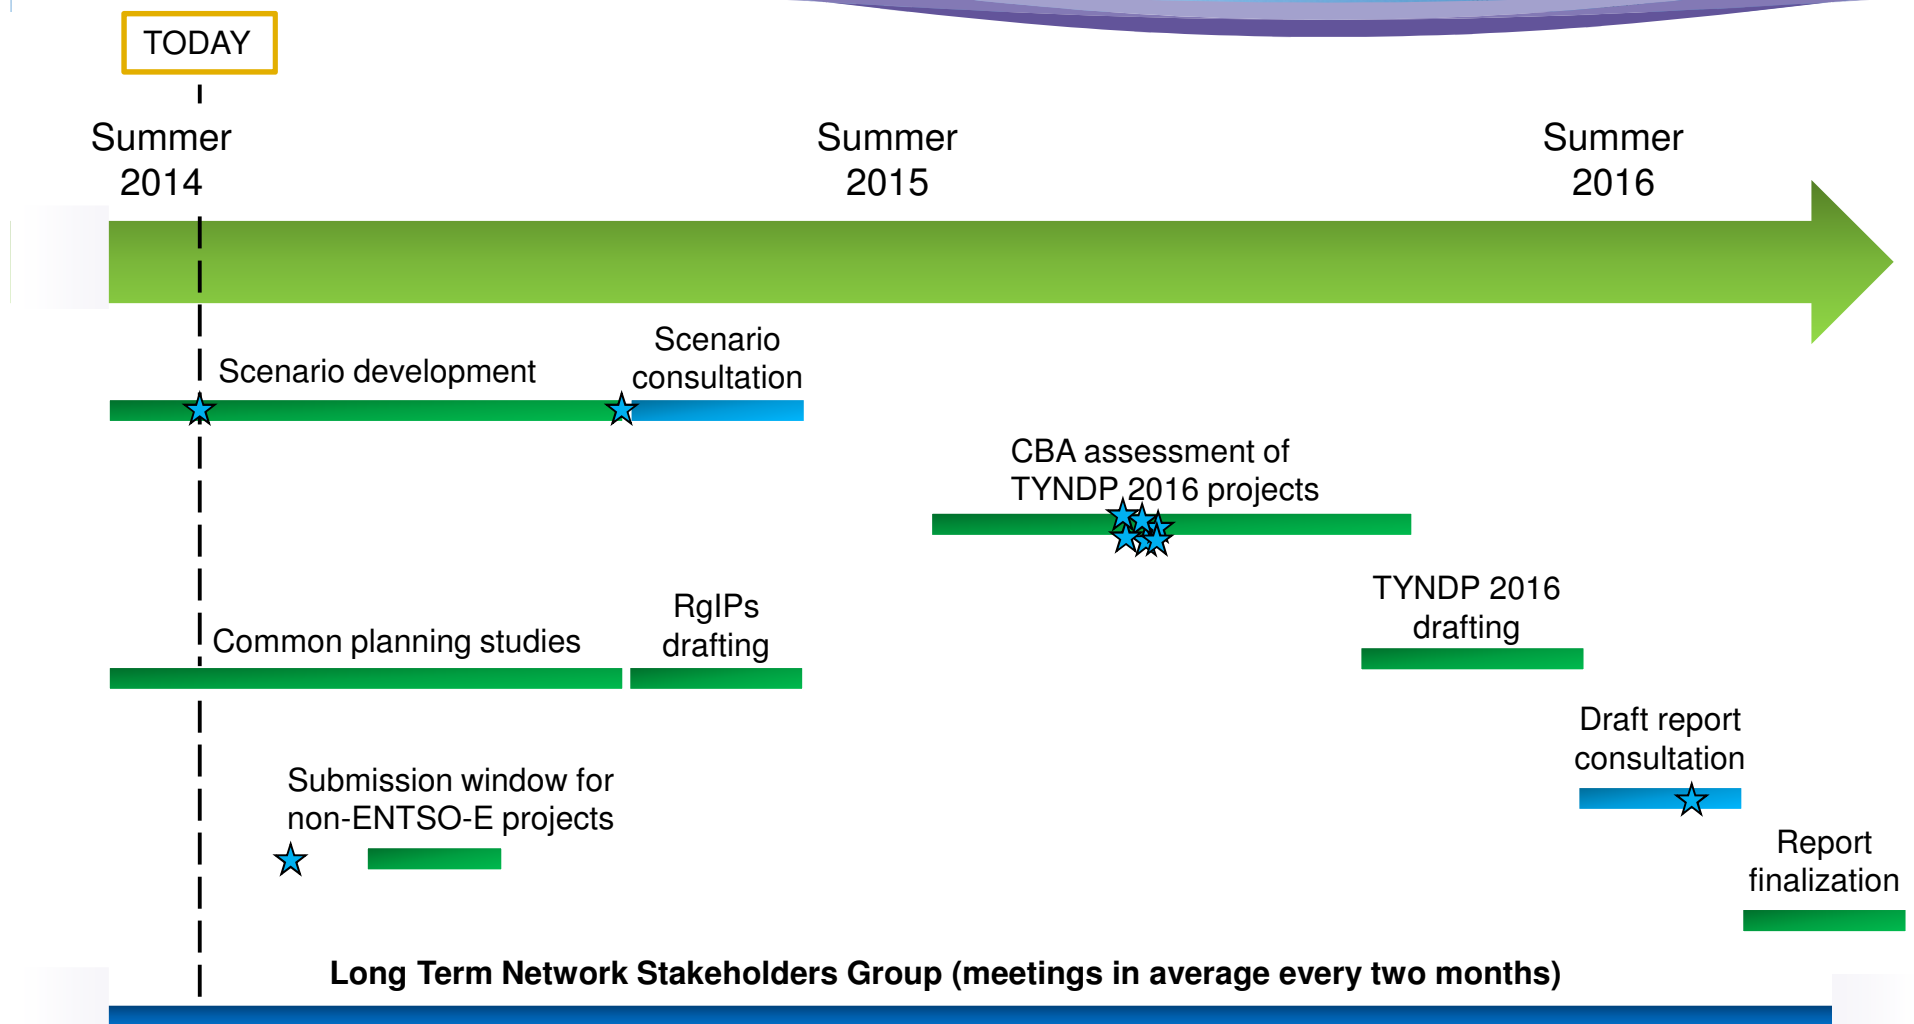 TODAY
Summer
2014
Summer
2015
Summer
2016
Scenario development
Scenario
consultation
CBA assessment of
TYNDP 2016 projects
TYNDP 2016
drafting
Common planning studies
RgIPs
drafting
Draft report
consultation
Submission window for
non-ENTSO-E projects
Report
finalization
Long Term Network Stakeholders Group (meetings in average every two months)